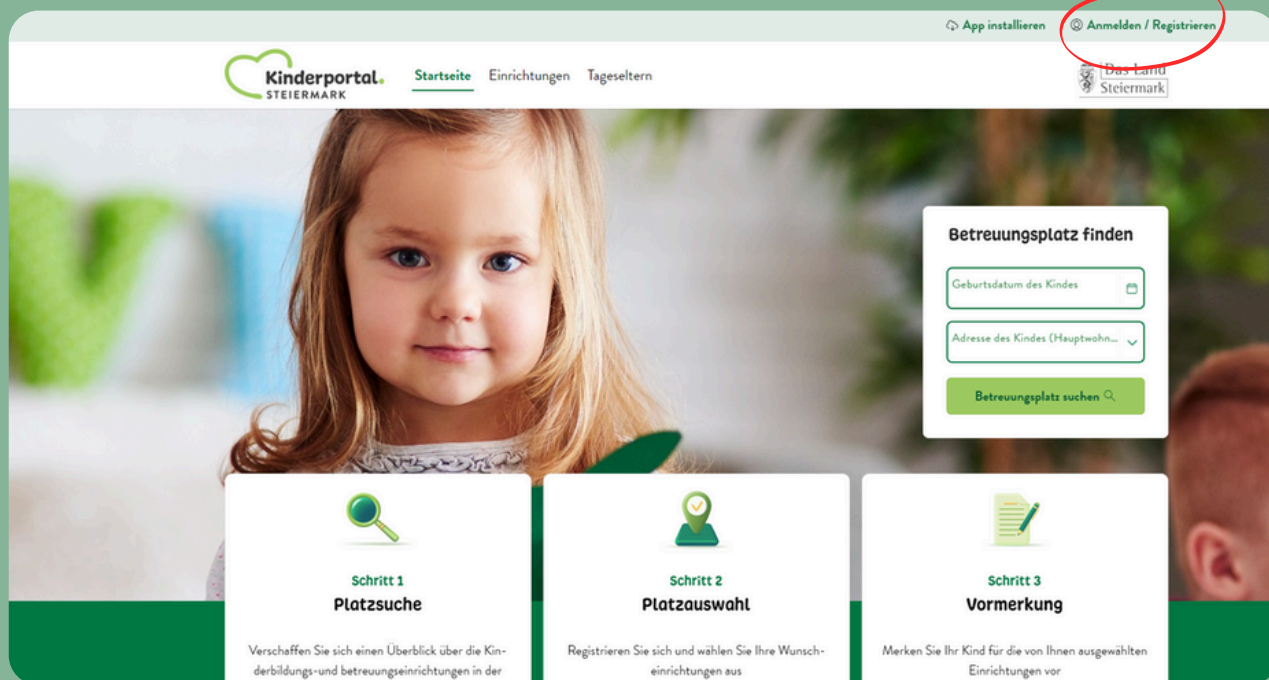 App installieren
Anmelden / Registrieren
Kinderportal.
STEIERMARK
Startseite
Einrichtungen
Tageseltern
Das Land
Steiermark
Betreuungsplatz finden
Geburtsdatum des Kindes
Adresse des Kindes (Hauptwohn...
Betreuungsplatz suchen
Schritt 1
Platzsuche
Verschaffen Sie sich einen Überblick über die Kin-
derbildungs-und betreuungseinrichtungen in der
Schritt 2
Platzauswahl
Registrieren Sie sich und wählen Sie Ihre Wunsch-
einrichtungen aus
Schritt 3
Vormerkung
Merken Sie Ihr Kind für die von Ihnen ausgewählten
Einrichtungen vor